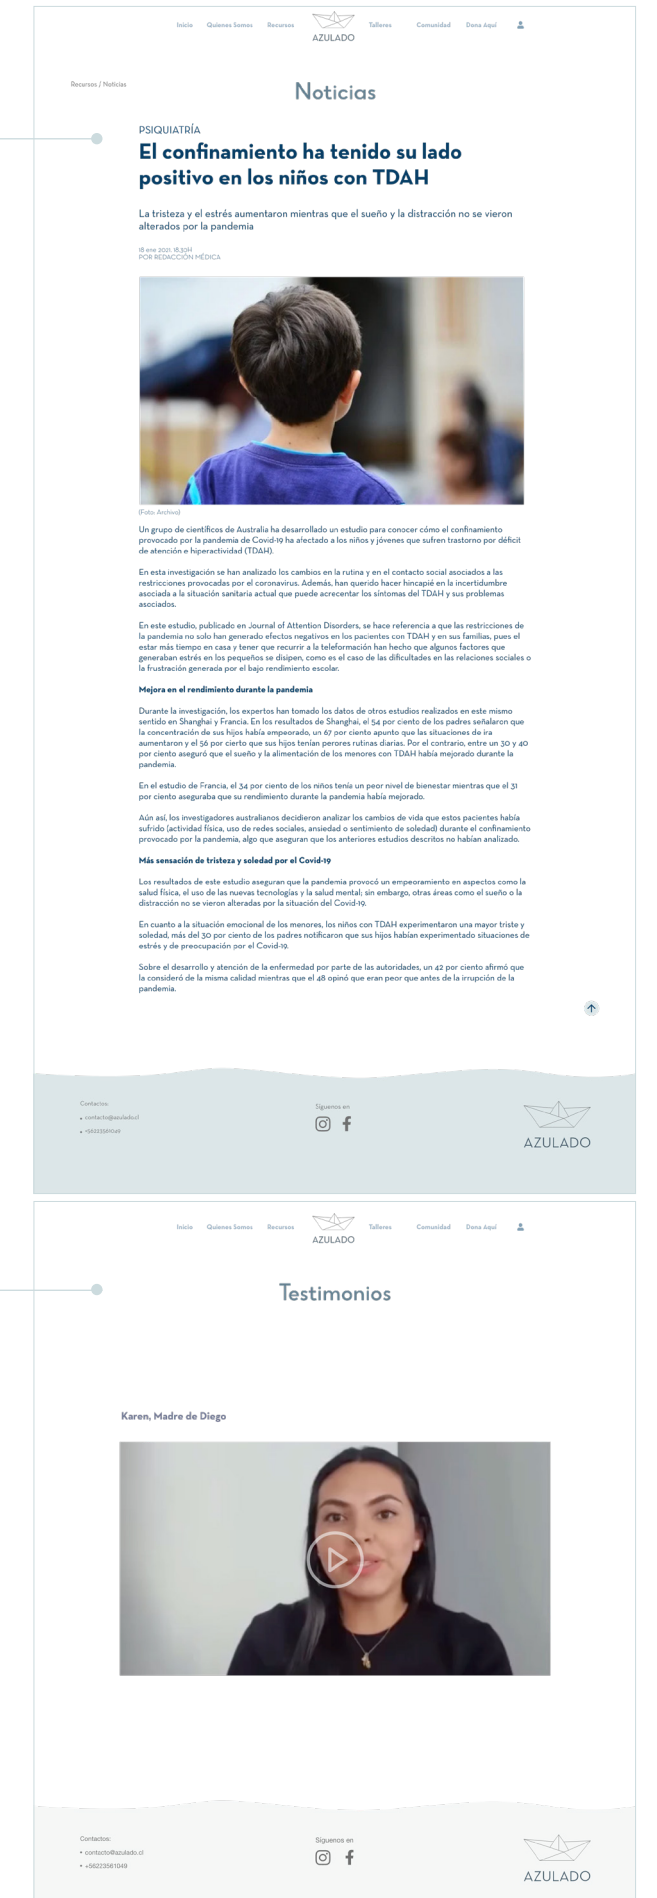 Inicio Quienes Somos Recursos AZULADO Talleres Comunidad Dona Aquí
Recursos / Noticias
Noticias
PSIQUIATRÍA
El confinamiento ha tenido su lado
positivo en los niños con TDAH
La tristeza y el estrés aumentaron mientras que el sueño y la distracción no se vieron
alterados por la pandemia
18 ene 2021. 18:30H
POR REDACCIÓN MÉDICA
(Foto: Archivo)
Un grupo de científicos de Australia ha desarrollado un estudio para conocer cómo el confinamiento
provocado por la pandemia de Covid-19 ha afectado a los niños y jóvenes que sufren trastorno por déficit
de atención e hiperactividad (TDAH).
En esta investigación se han analizado los cambios en la rutina y en el contacto social asociados a las
restricciones provocadas por el coronavirus. Además, han querido hacer hincapié en la incertidumbre
asociada a la situación sanitaria actual que puede acrecentar los síntomas del TDAH y sus problemas
asociados.
En este estudio, publicado en Journal of Attention Disorders, se hace referencia a que las restricciones de
la pandemia no solo han generado efectos negativos en los pacientes con TDAH y en sus familias, pues el
estar más tiempo en casa y tener que recurrir a la teleformación han hecho que algunos factores que
generaban estrés en los pequeños se disipen, como es el caso de las dificultades en las relaciones sociales o
la frustración generada por el bajo rendimiento escolar.
Mejora en el rendimiento durante la pandemia
Durante la investigación, los expertos han tomado los datos de otros estudios realizados en este mismo
sentido en Shanghai y Francia. En los resultados de Shanghai, el 54 por ciento de los padres señalaron que
la concentración de sus hijos había empeorado, un 67 por ciento apunto que las situaciones de ira
aumentaron y el 56 por cierto que sus hijos tenían perores rutinas diarias. Por el contrario, entre un 30 y 40
por ciento aseguró que el sueño y la alimentación de los menores con TDAH había mejorado durante la
pandemia.
En el estudio de Francia, el 34 por ciento de los niños tenía un peor nivel de bienestar mientras que el 31
por ciento aseguraba que su rendimiento durante la pandemia había mejorado.
Aún así, los investigadores australianos decidieron analizar los cambios de vida que estos pacientes había
sufrido (actividad física, uso de redes sociales, ansiedad o sentimiento de soledad) durante el confinamiento
provocado por la pandemia, algo que aseguran que los anteriores estudios descritos no habían analizado.
Más sensación de tristeza y soledad por el Covid-19
Los resultados de este estudio aseguran que la pandemia provocó un empeoramiento en aspectos como la
salud física, el uso de las nuevas tecnologías y la salud mental; sin embargo, otras áreas como el sueño o la
distracción no se vieron alteradas por la situación del Covid-19.
En cuanto a la situación emocional de los menores, los niños con TDAH experimentaron una mayor triste y
soledad, más del 30 por ciento de los padres notificaron que sus hijos habían experimentado situaciones de
estrés y de preocupación por el Covid-19.
Sobre el desarrollo y atención de la enfermedad por parte de las autoridades, un 42 por ciento afirmó que
la consideró de la misma calidad mientras que el 48 opinó que eran peor que antes de la irrupción de la
pandemia.
Contactos:
• contacto@azulado.cl
• +56223581049
Síguenos en
AZULADO
Inicio Quienes Somos Recursos AZULADO Talleres Comunidad Dona Aquí
Testimonios
Karen, Madre de Diego
Contactos:
• contacto@azulado.cl
• +56223581049
Síguenos en
AZULADO